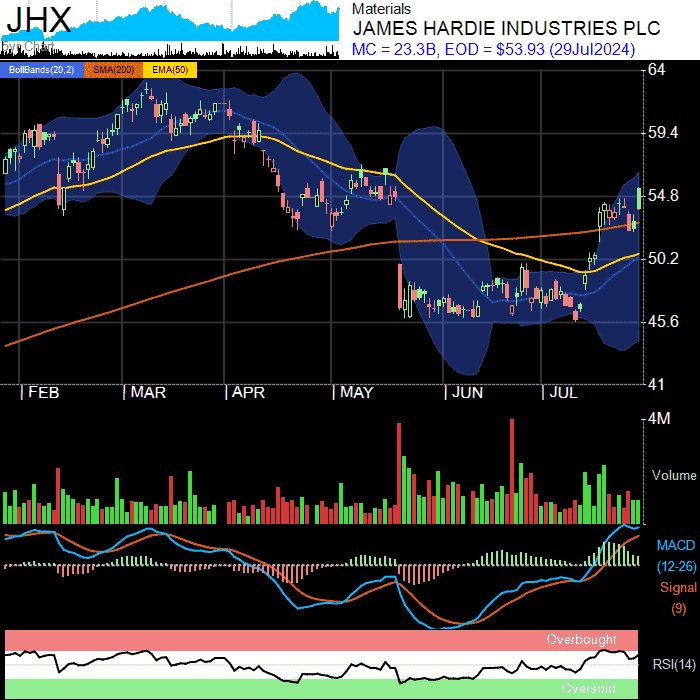 JHX
Materials
JAMES HARDIE INDUSTRIES PLC
MC = 23.3B, EOD = $53.93 (29Jul2024)
BollBands(20,2) SMA(200) EMA(50)
64
59.4
54.8
50.2
45.6
41
FEB MAR APR MAY JUN JUL
4M
Volume
MACD
(12-26)
Signal
(9)
Overbought
RSI(14)
Oversold